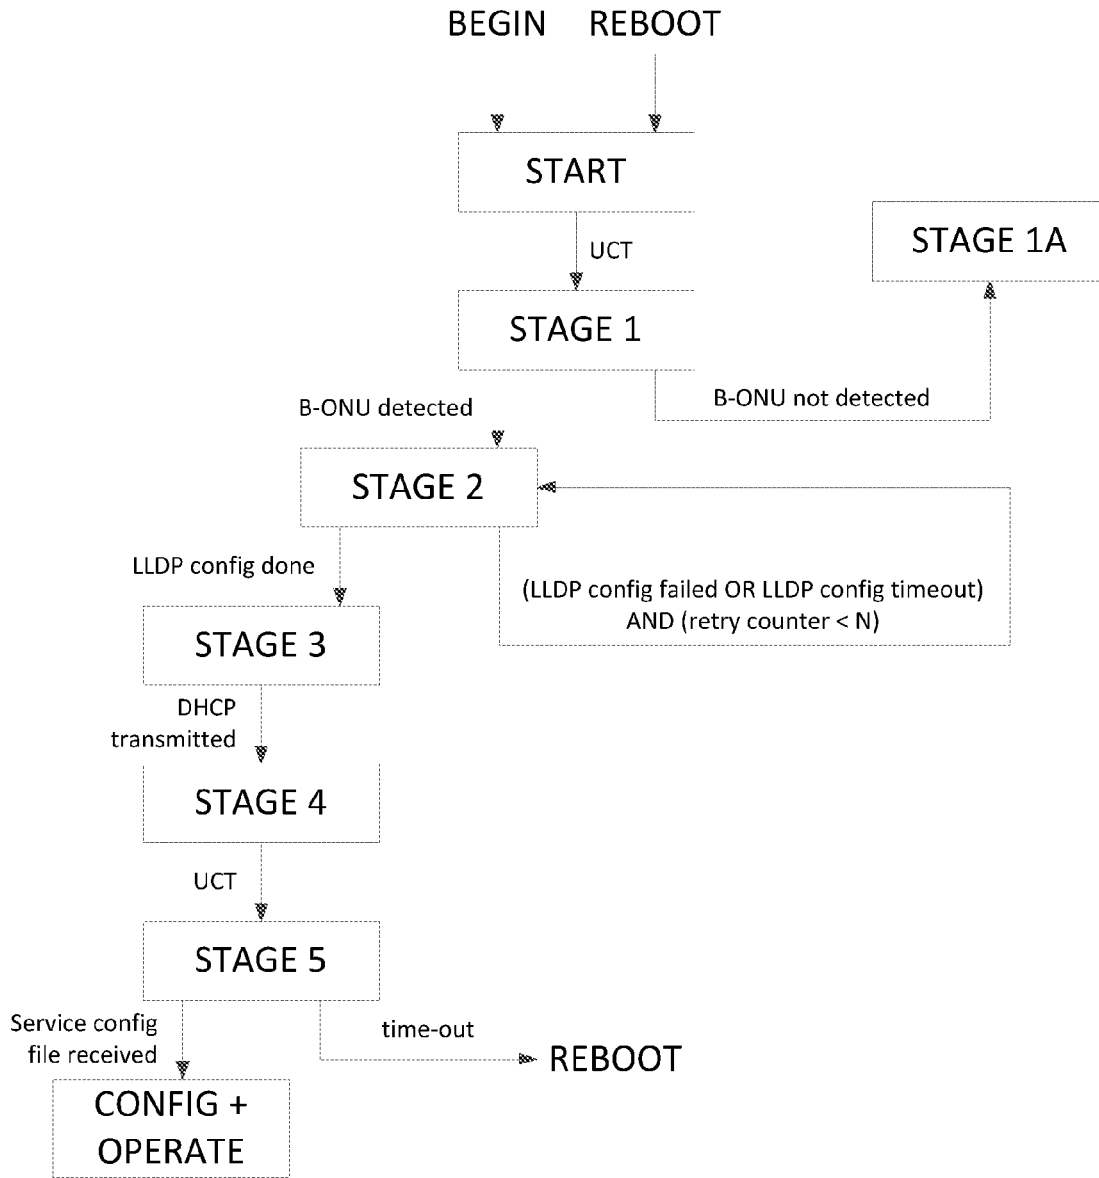 BEGIN REBOOT
START
UCT
STAGE 1A
STAGE 1
B-ONU not detected
B-ONU detected
STAGE 2
LLDP config done
(LLDP config failed OR LLDP config timeout)
AND (retry counter < N)
STAGE 3
DHCP
transmitted
STAGE 4
UCT
STAGE 5
Service config
file received
time-out
REBOOT
CONFIG +
OPERATE